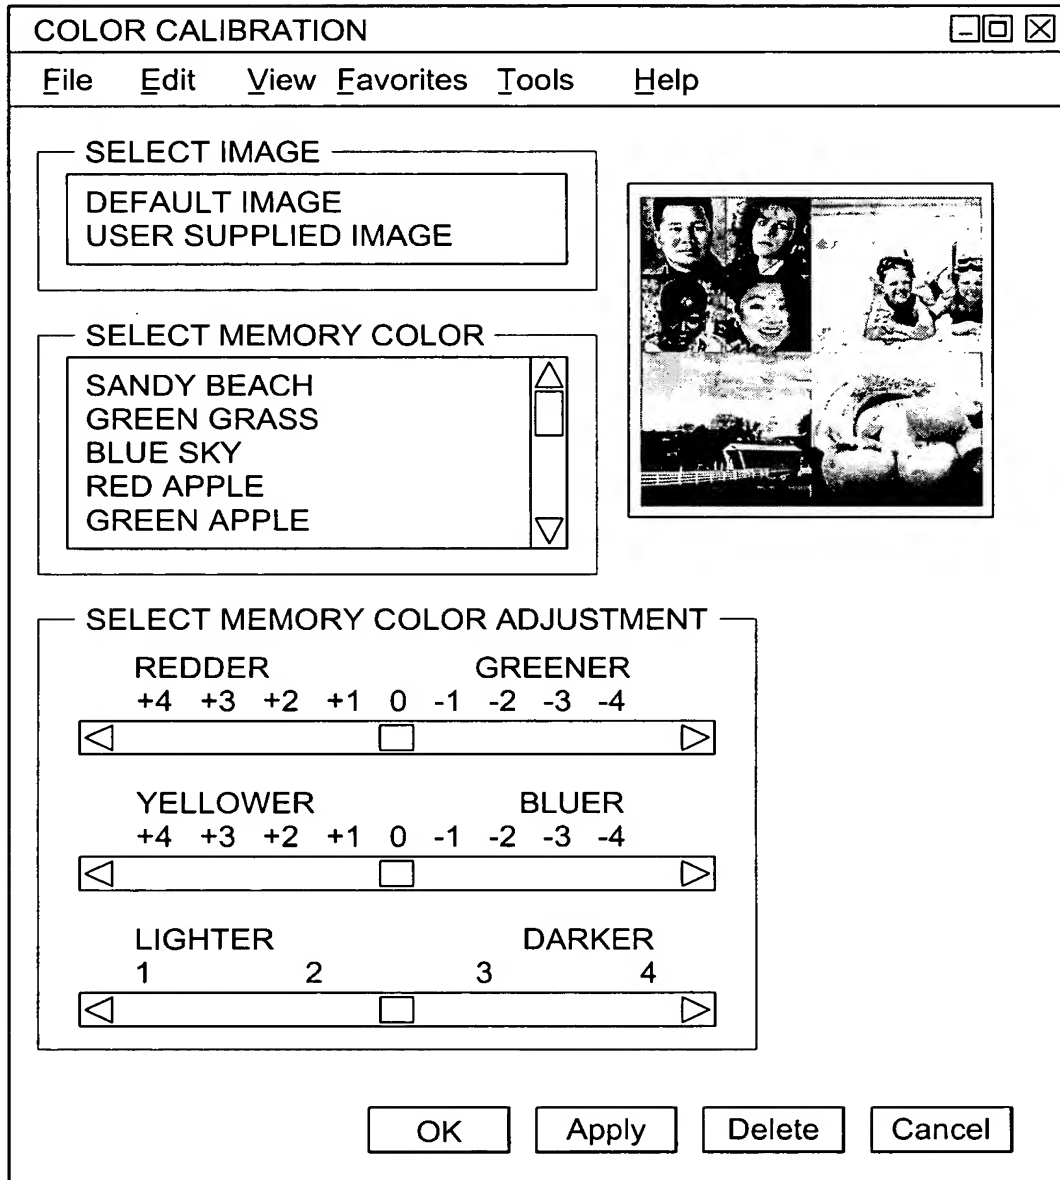 COLOR CALIBRATION
File Edit View Favorites Tools Help
SELECT IMAGE
DEFAULT IMAGE
USER SUPPLIED IMAGE
SELECT MEMORY COLOR
SANDY BEACH
GREEN GRASS
BLUE SKY
RED APPLE
GREEN APPLE
SELECT MEMORY COLOR ADJUSTMENT
REDDER GREENER
+4 +3 +2 +1 0 -1 -2 -3 -4
YELLOWER BLUER
+4 +3 +2 +1 0 -1 -2 -3 -4
LIGHTER DARKER
1 2 3 4
OK Apply Delete Cancel